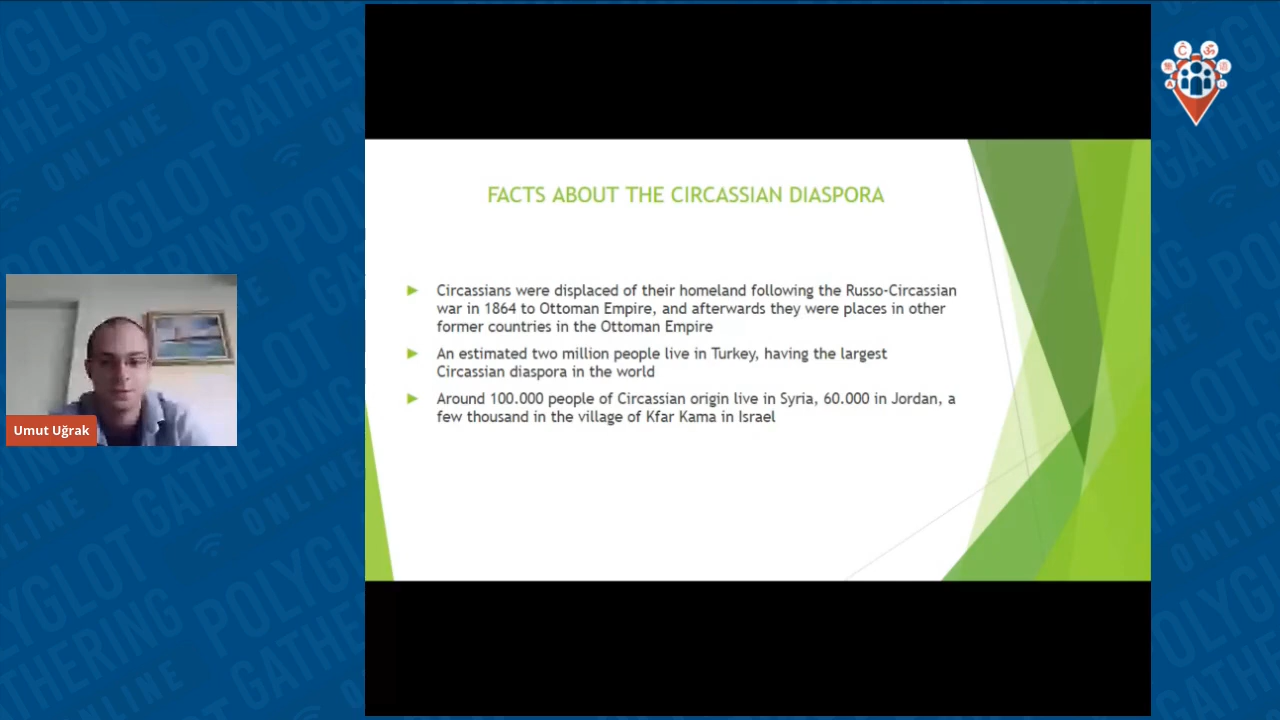 POLYGLOT
GATHERING
ONLINE
FACTS ABOUT THE CIRCASSIAN DIASPORA
Circassians were displaced of their homeland following the Russo-Circassian
war in 1864 to Ottoman Empire, and afterwards they were places in other
former countries in the Ottoman Empire
An estimated two million people live in Turkey, having the largest
Circassian diaspora in the world
Around 100.000 people of Circassian origin live in Syria, 60.000 in Jordan, a
few thousand in the village of Kfar Kama in Israel
Umut Uğrak